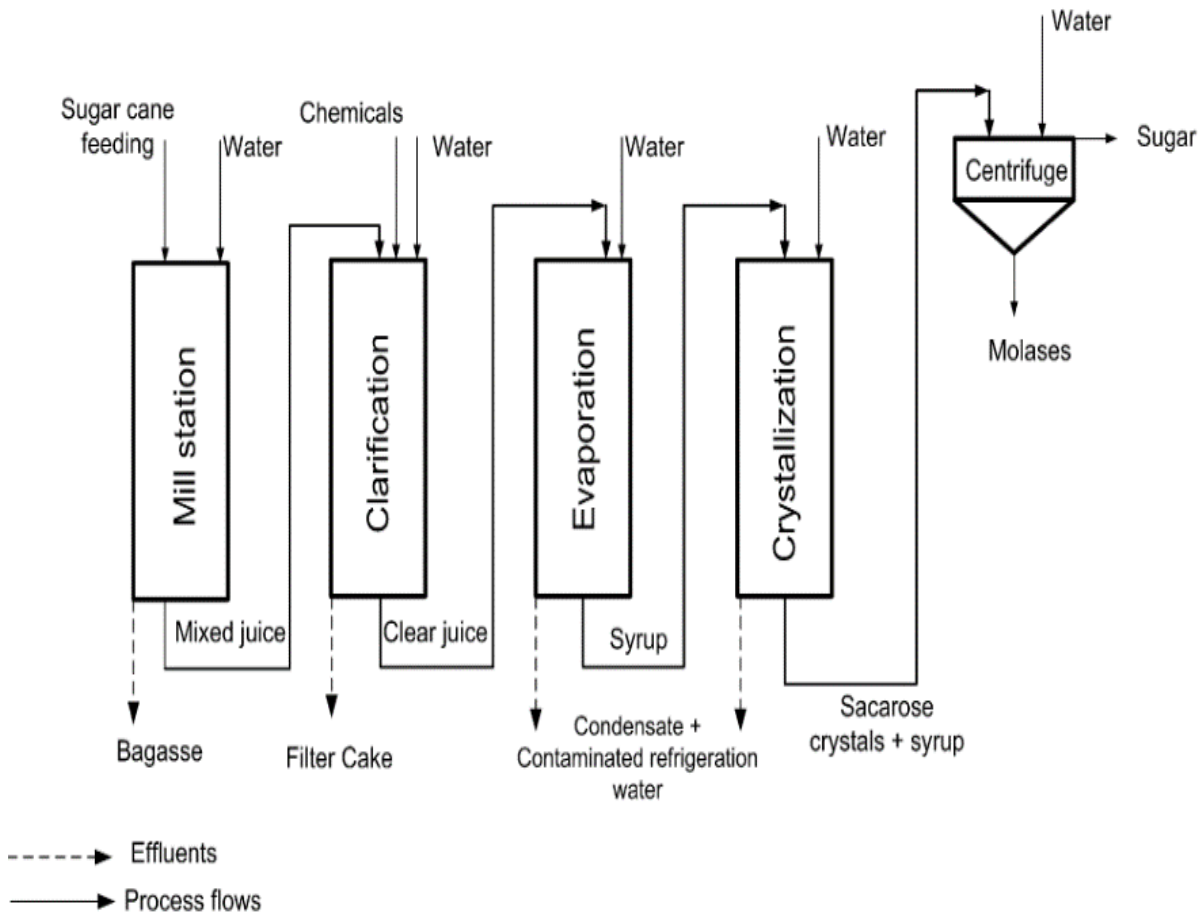 Water
Sugar cane
feeding
Water
Chemicals
Water
Water
Water
Centrifuge
Sugar
Molases
Mill station
Clarification
Evaporation
Crystallization
Mixed juice
Clear juice
Syrup
Sacarose
crystals + syrup
Bagasse
Filter Cake
Condensate +
Contaminated refrigeration
water
Effluents
Process flows